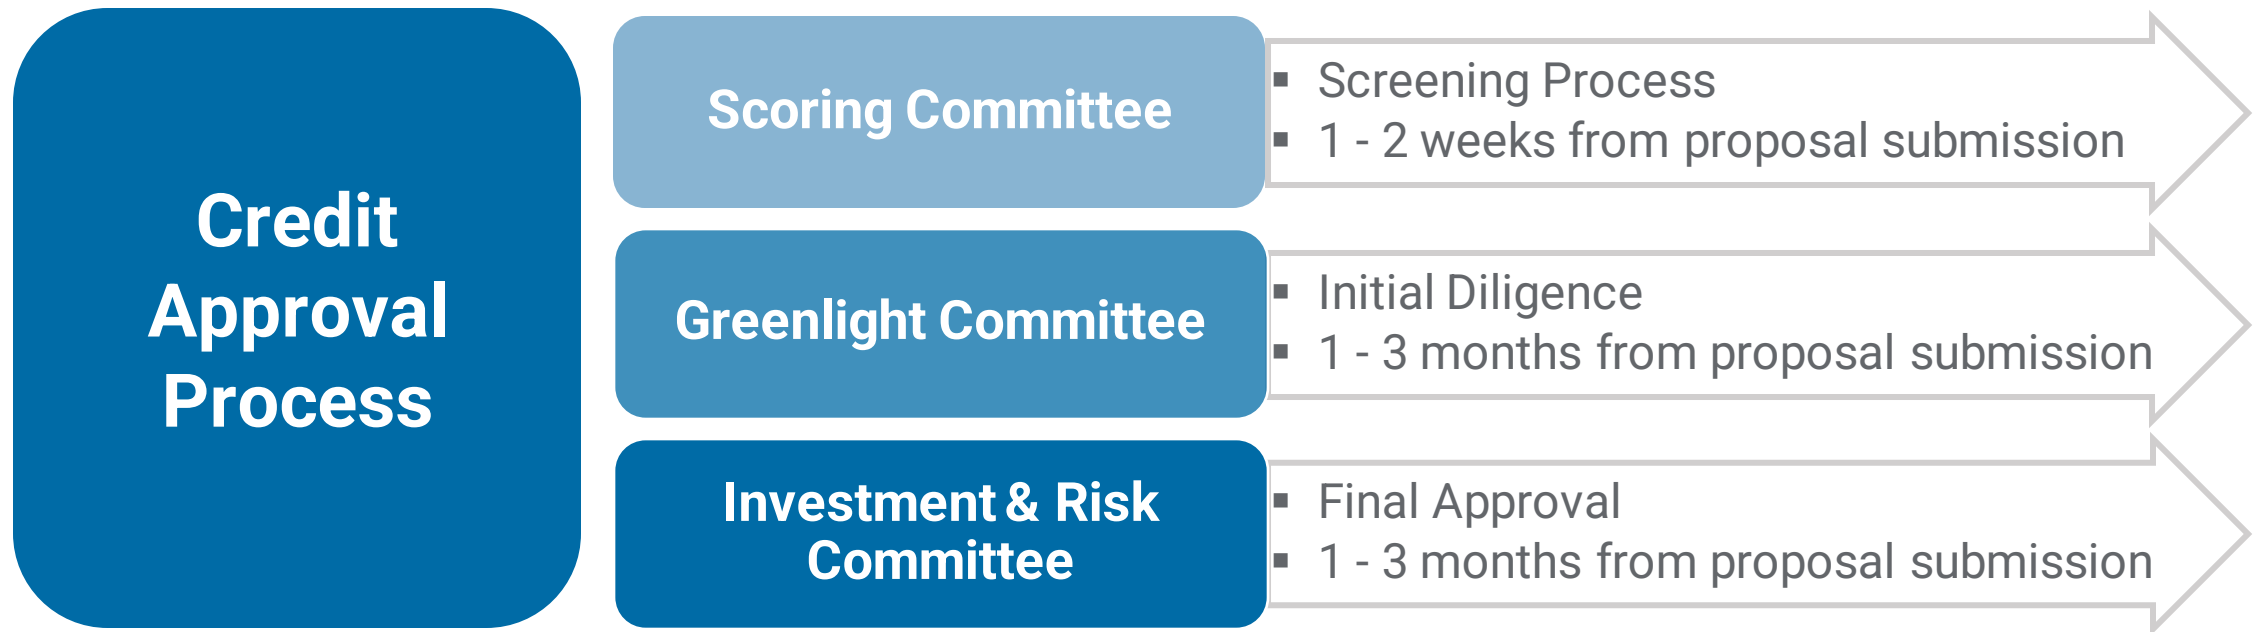 Credit
Approval
Process
Scoring Committee
▪ Screening Process
▪ 1 - 2 weeks from proposal submission
Greenlight Committee
▪ Initial Diligence
▪ 1 - 3 months from proposal submission
Investment & Risk
Committee
▪ Final Approval
▪ 1 - 3 months from proposal submission